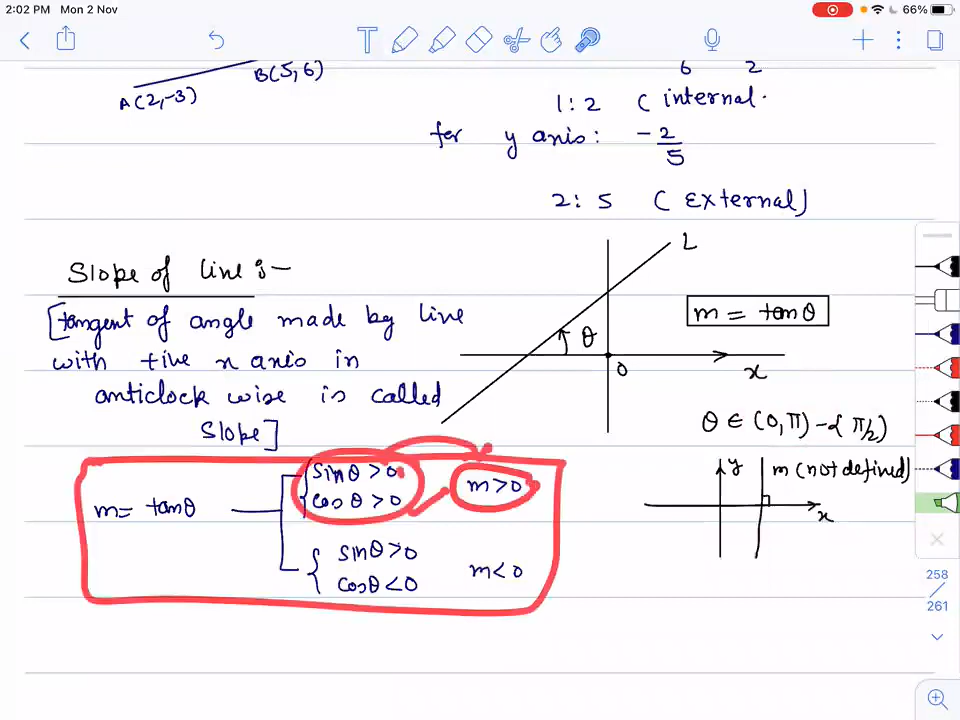 2:02 PM Mon 2 Nov
66%
B(5, 6)
A(2,-3)
6 2
1:2 ( internal.
for y axis: -2/5
2:5 ( External)
Slope of line :-
[tangent of angle made by line
with +ive x axis in
anticlock wise is called
Slope]
L
m = tanθ
θ
O
x
θ ∈ (0,π) -{π/2)
m= tanθ
sinθ>0
cosθ>0
m>0
sinθ>0
cosθ<0
m<0
y
m (not defined)
x
258
261